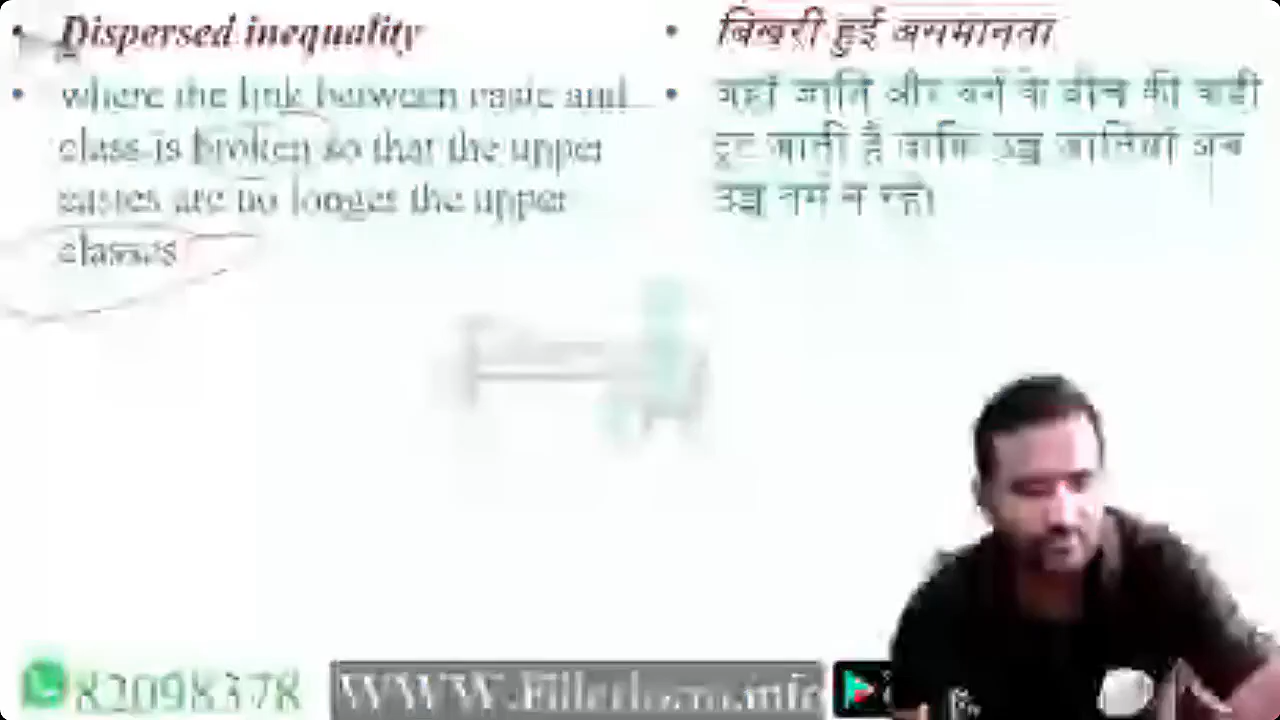 • Dispersed inequality
• where the link between caste and
class is broken so that the upper
castes are no longer the upper
classes
• बिखरी हुई असमानता
• जहाँ जाति और वर्ग के बीच की कड़ी
टूट जाती है ताकि उच्च जातियां अब
उच्च वर्ग न रहें।
82098378